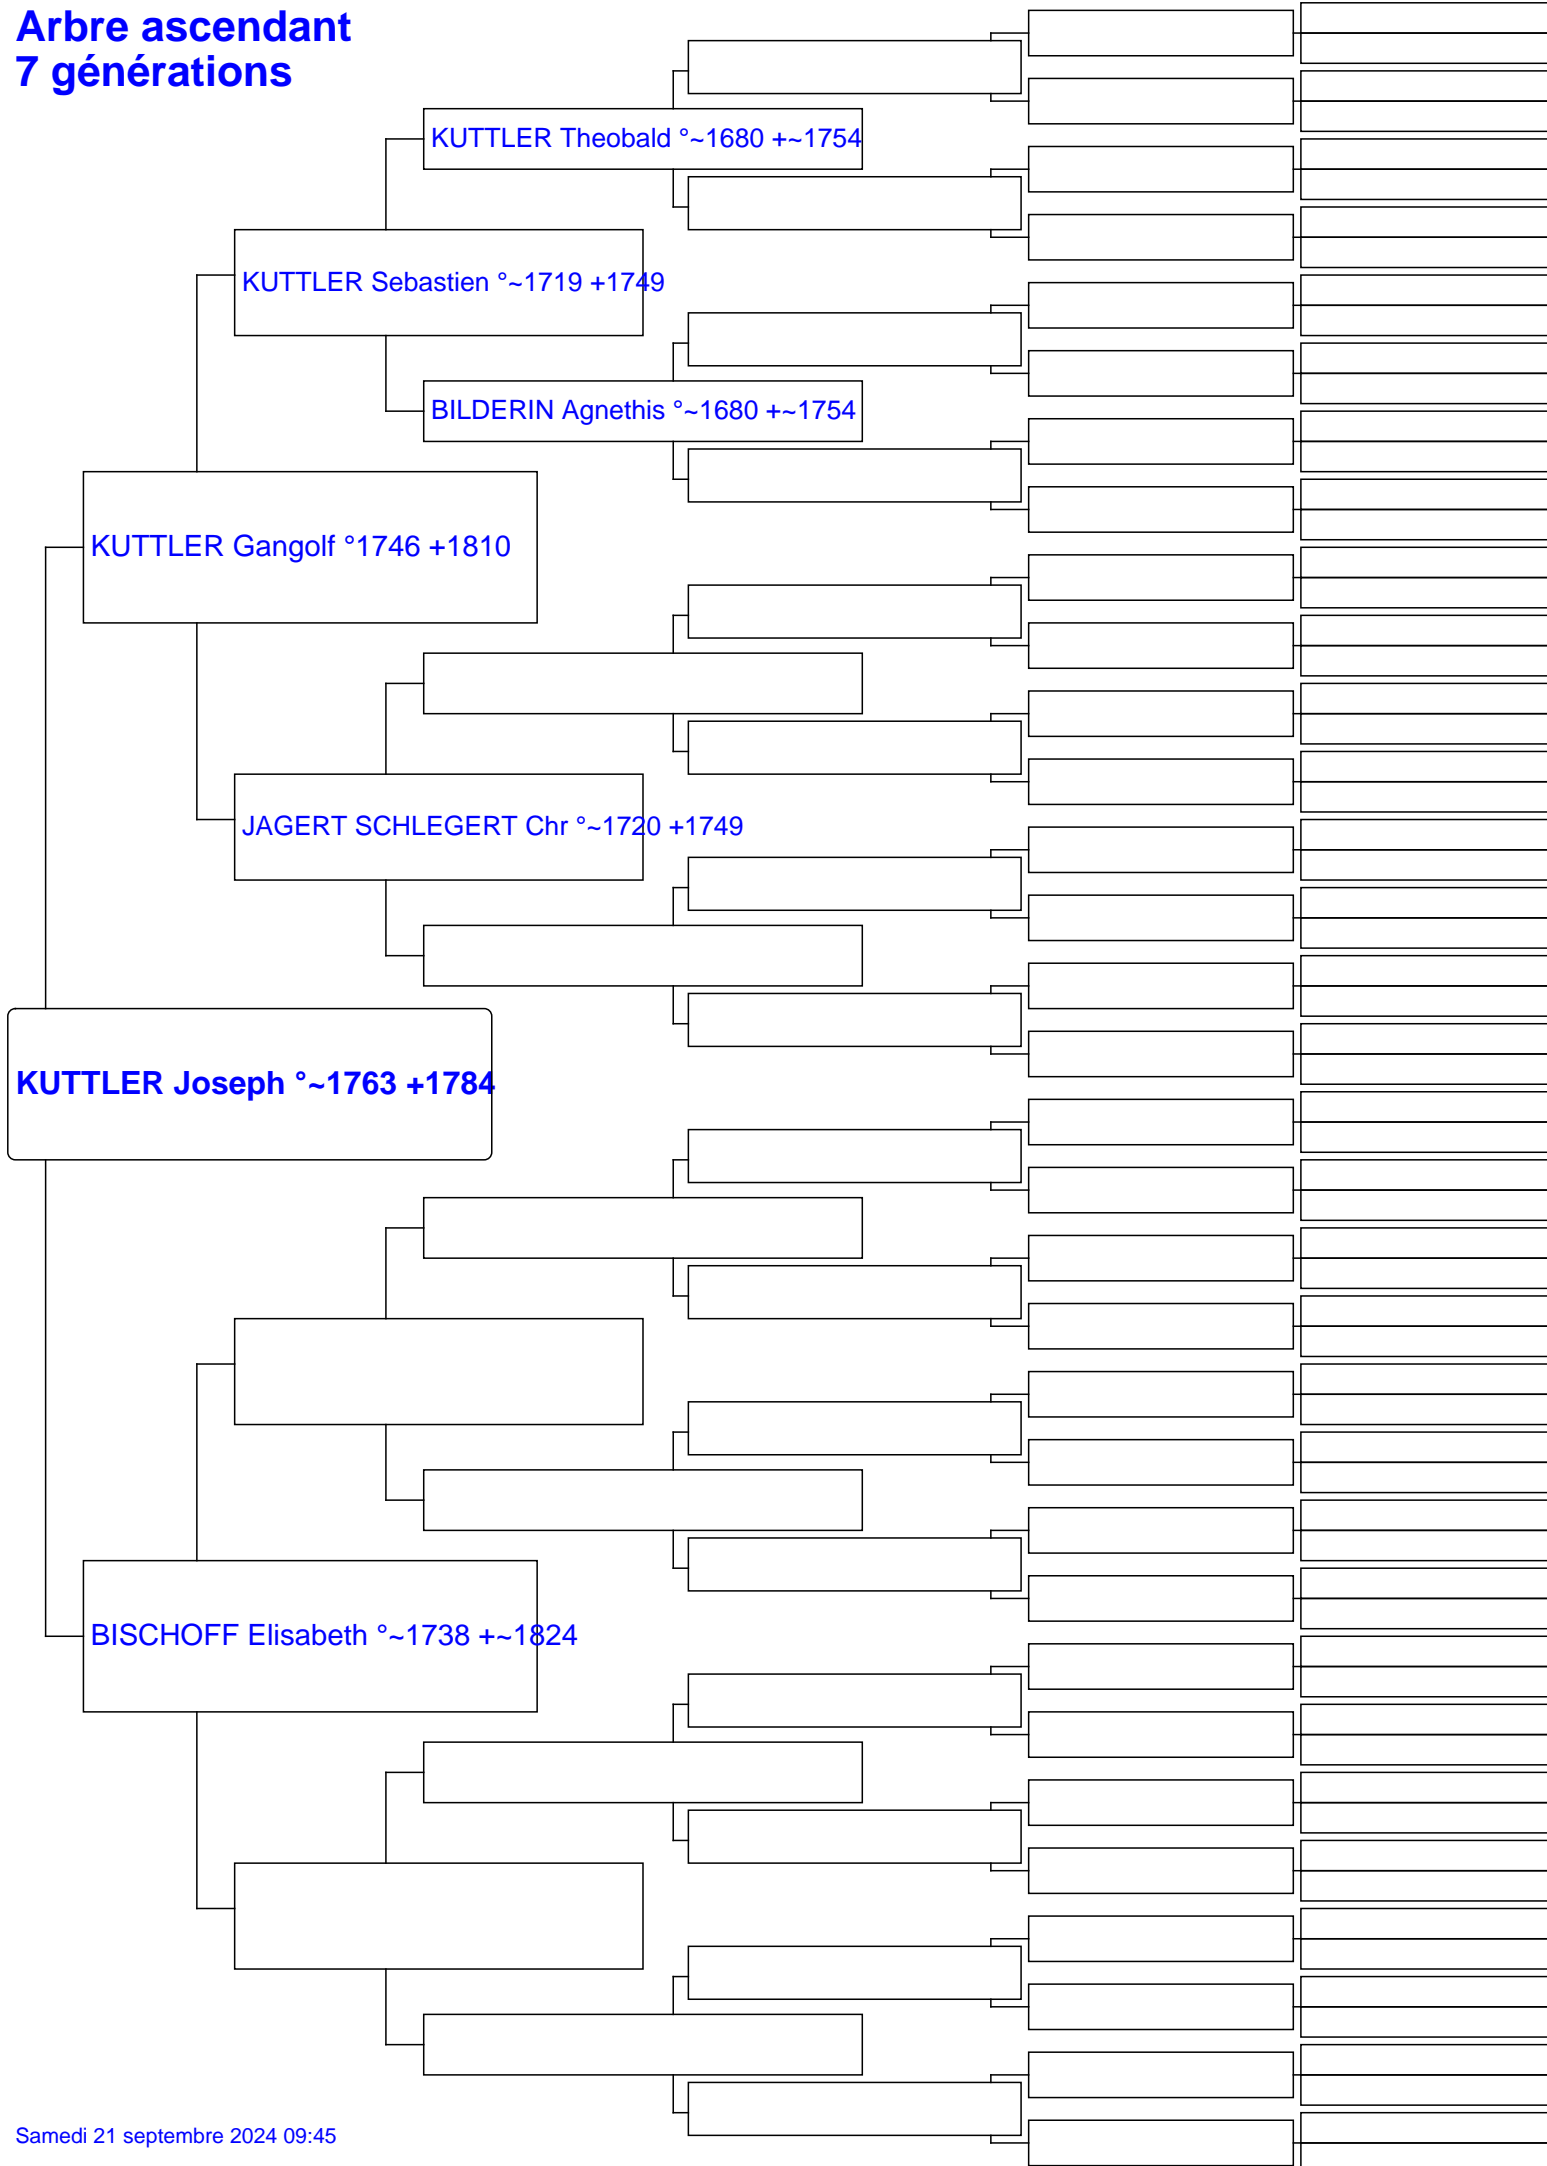 Arbre ascendant
7 générations
KUTTLER Theobald °~1680 +~1754
KUTTLER Sebastien °~1719 +1749
BILDERIN Agnethis °~1680 +~1754
KUTTLER Gangolf °1746 +1810
JAGERT SCHLEGERT Chr °~1720 +1749
KUTTLER Joseph °~1763 +1784
BISCHOFF Elisabeth °~1738 +~1824
Samedi 21 septembre 2024 09:45